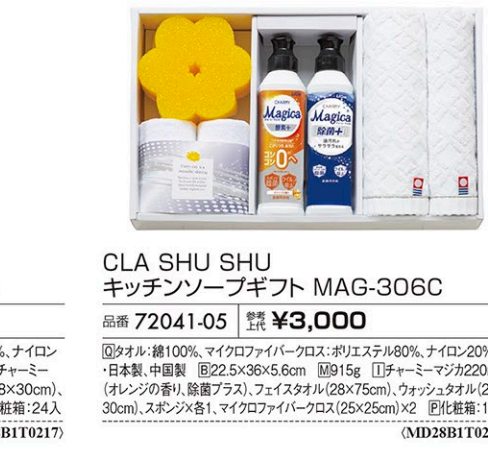 CHARMY
Magica
酵素+
CHARMY
Magica
除菌+
CLA SHU SHU
キッチンソープギフト MAG-306C
品番 72041-05 参考上代 ¥3,000
%、ナイロン
Qタオル:綿100%、マイクロファイバークロス:ポリエステル80%、ナイロン20%
・日本製、中国製 B22.5×36×5.6cm M915g Iチャーミーマジカ220
チャーミー
(オレンジの香り、除菌プラス)、フェイスタオル(28×75cm)、ウォッシュタオル(2
8×30cm)、
30cm)、スポンジ×各1、マイクロファイバークロス(25×25cm)×2 P化粧箱:1
粧箱:24入
B1T0217〉
〈MD28B1T02